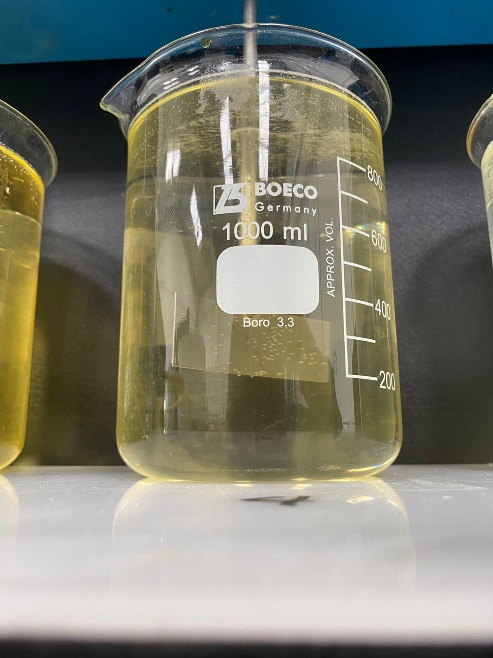 BOECO
Germany
1000 ml
Boro 3.3
APPROX. VOL.
800
600
400
200